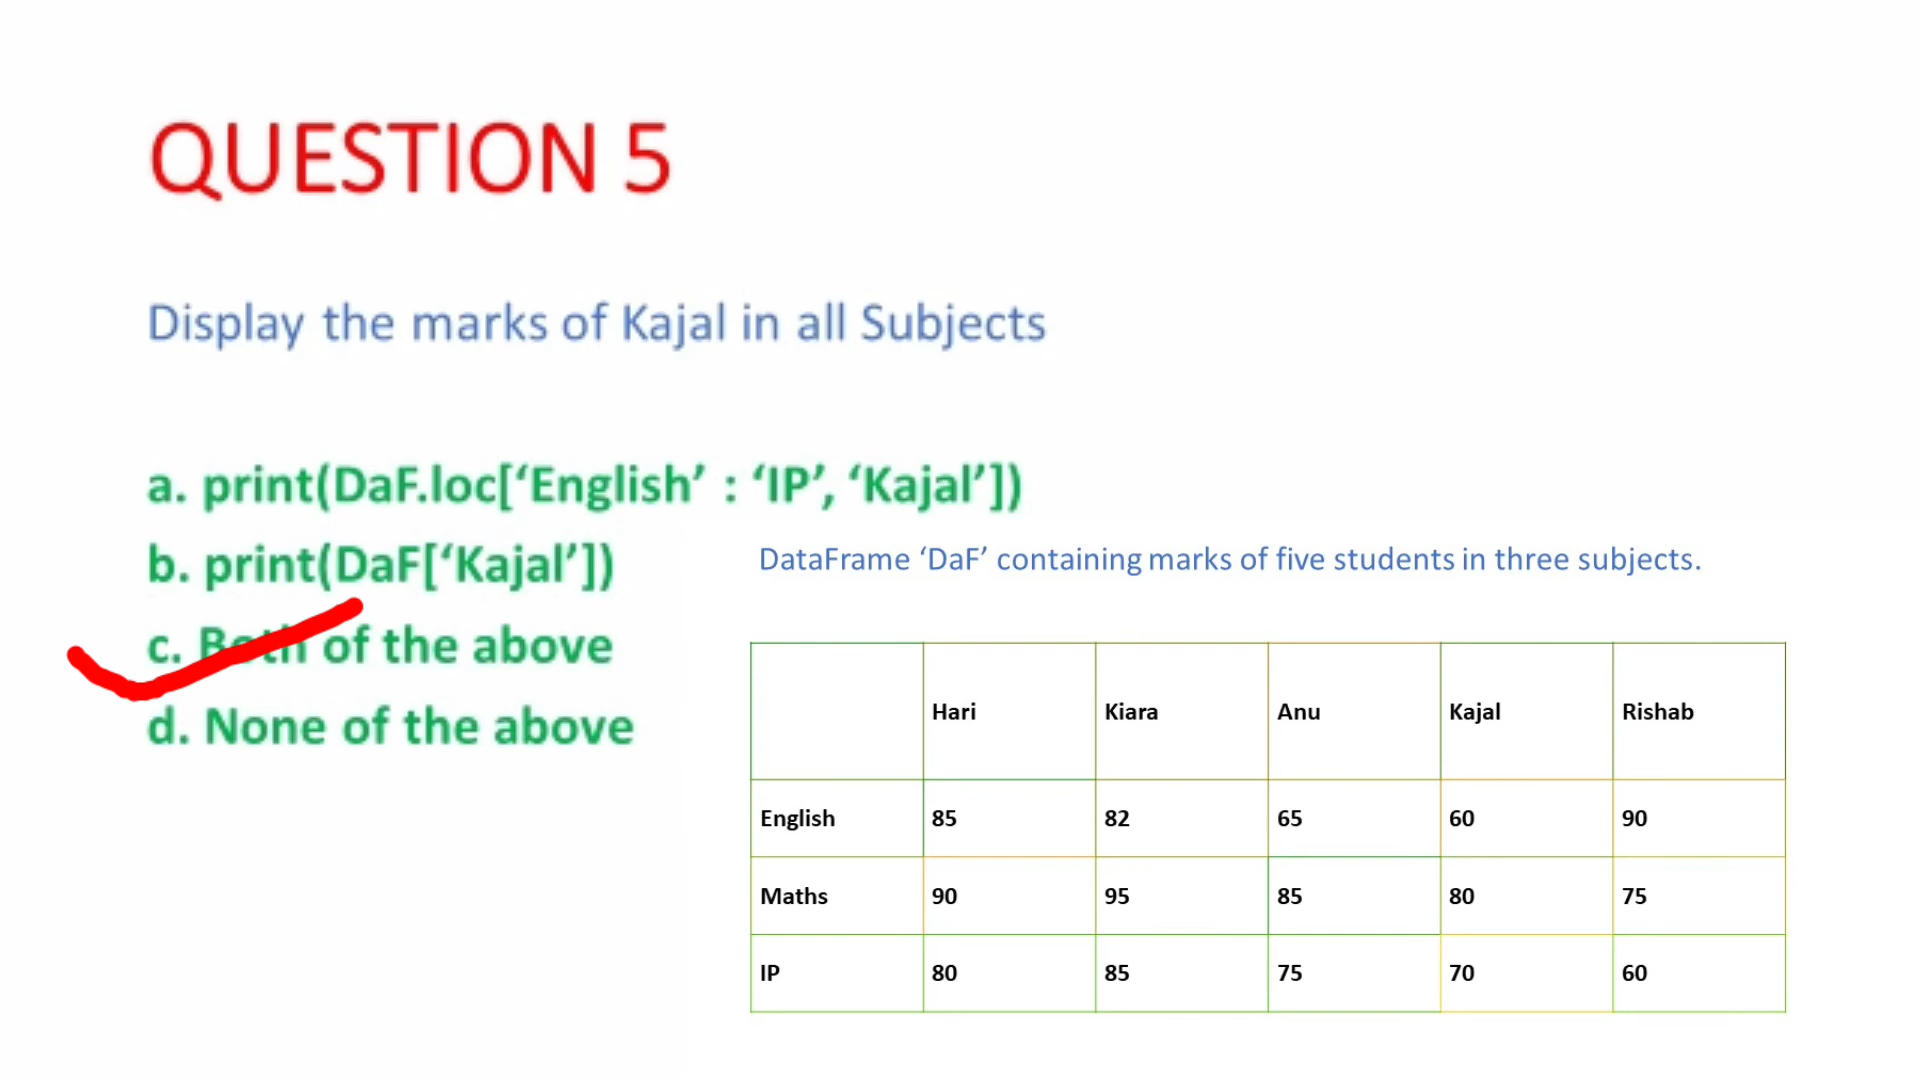 QUESTION 5
Display the marks of Kajal in all Subjects
a. print(DaF.loc[‘English’ : ‘IP’, ‘Kajal’])
b. print(DaF[‘Kajal’])
c. Both of the above
d. None of the above
DataFrame ‘DaF’ containing marks of five students in three subjects.
Hari Kiara Anu Kajal Rishab
English 85 82 65 60 90
Maths 90 95 85 80 75
IP 80 85 75 70 60